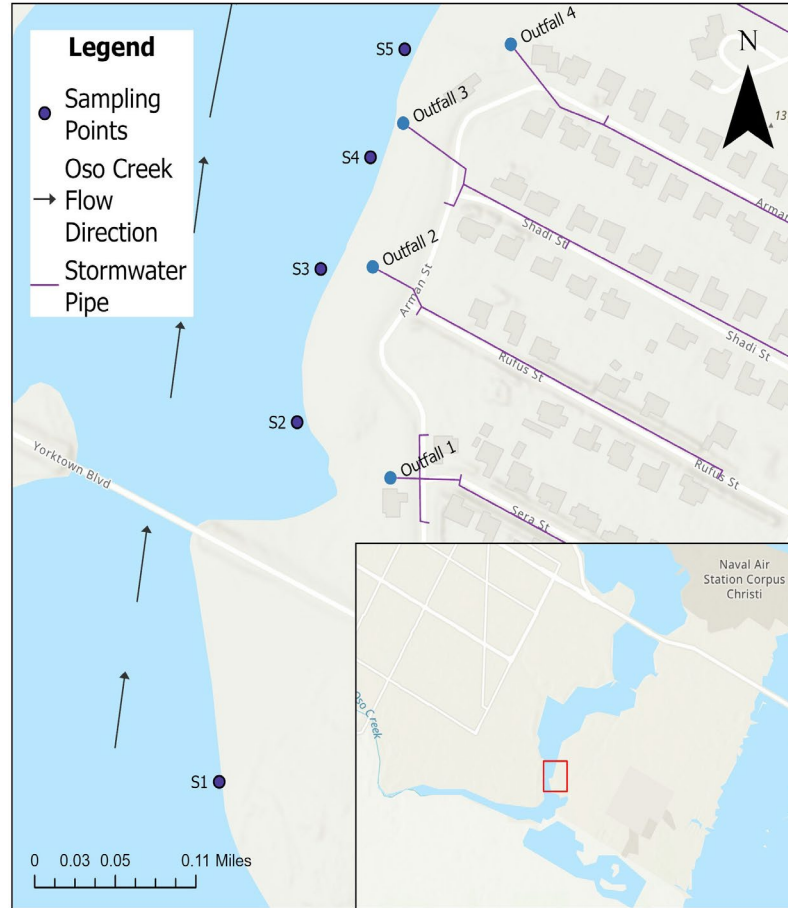 Legend
Sampling
Points
Oso Creek
Flow
Direction
Stormwater
Pipe
S5
Outfall 4
N
Outfall 3
13
S4
Arman
Shadi St
Outfall 2
S3
Arman St
Shadi St
Rufus St
S2
Yorktown Blvd
Outfall 1
Rufus St
Sera St
Naval Air
Station Corpus
Christi
Oso Creek
S1
0 0.03 0.05 0.11 Miles